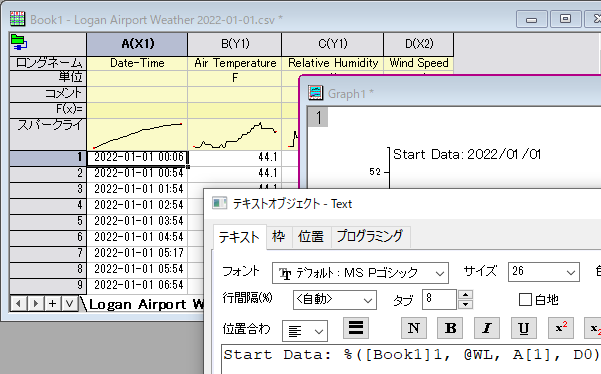 Book1 - Logan Airport Weather 2022-01-01.csv *
A(X1) B(Y1) C(Y1) D(X2)
ロングネーム Date-Time Air Temperature Relative Humidity Wind Speed
単位 F
コメント
F(x)=
スパークライ
1 2022-01-01 00:06 44.1
2 2022-01-01 00:54 44.1
3 2022-01-01 01:54 44.1
4 2022-01-01 02:54
5 2022-01-01 03:54
6 2022-01-01 04:54
7 2022-01-01 05:17
8 2022-01-01 05:54
9 2022-01-01 06:54
Logan Airport We
Graph1 *
1
Start Data: 2022/01/01
52
テキストオブジェクト - Text
テキスト 枠 位置 プログラミング
フォント デフォルト: MS Pゴシック サイズ 26
行間隔(%) <自動> タブ 8 白地
位置合わ N B I U x² x₂
Start Data: %([Book1]1, @WL, A[1], D0)